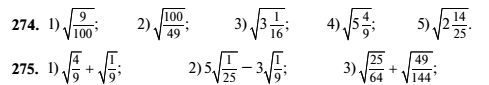 274. 1) √(9/100); 2) √(100/49); 3) √(3 1/16); 4) √(5 4/9); 5) √(2 14/25).
275. 1) √(4/9) + √(1/9); 2) 5√(1/25) − 3√(1/9); 3) √(25/64) + √(49/144);